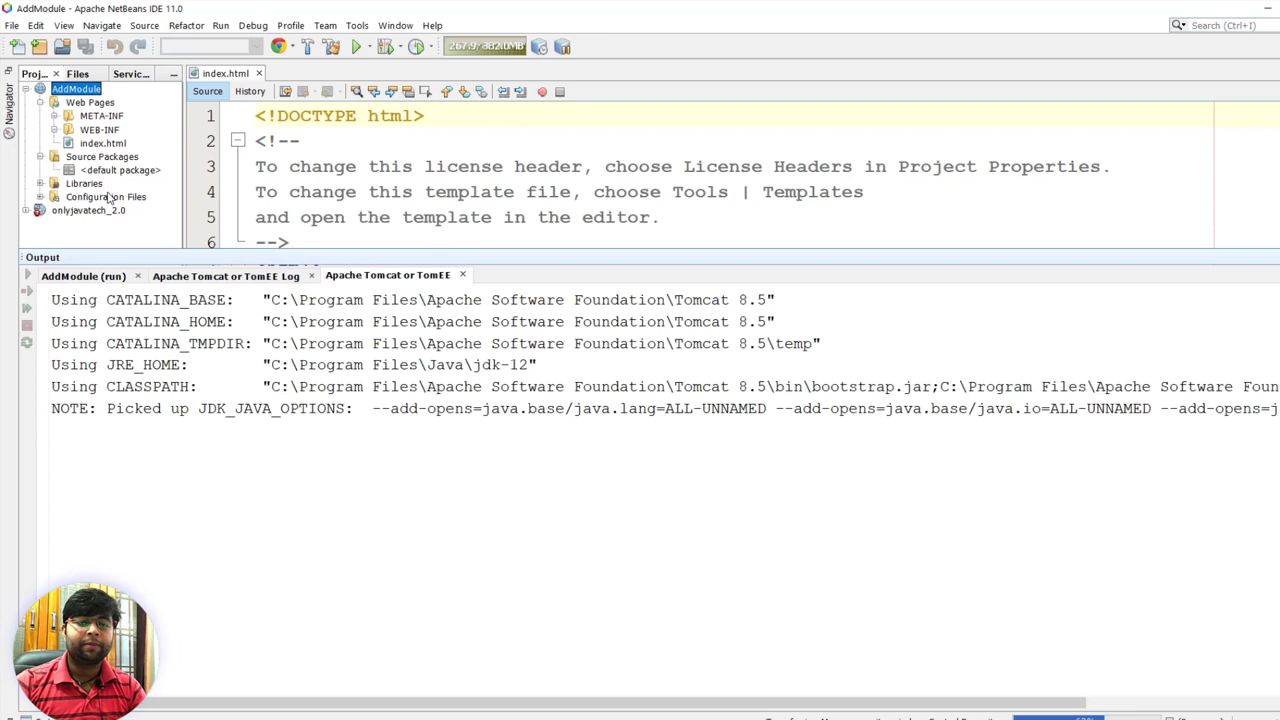 AddModule - Apache NetBeans IDE 11.0
File Edit View Navigate Source Refactor Run Debug Profile Team Tools Window Help
Search (Ctrl+I)
Proj... Files Servic...
index.html
Navigator
Source History
AddModule
Web Pages
META-INF
WEB-INF
index.html
Source Packages
<default package>
Libraries
Configuration Files
onlyjavatech_2.0
1 <!DOCTYPE html>
2 <!--
3 To change this license header, choose License Headers in Project Properties.
4 To change this template file, choose Tools | Templates
5 and open the template in the editor.
6 -->
Output
AddModule (run) Apache Tomcat or TomEE Log Apache Tomcat or TomEE
Using CATALINA_BASE: "C:\Program Files\Apache Software Foundation\Tomcat 8.5"
Using CATALINA_HOME: "C:\Program Files\Apache Software Foundation\Tomcat 8.5"
Using CATALINA_TMPDIR: "C:\Program Files\Apache Software Foundation\Tomcat 8.5\temp"
Using JRE_HOME: "C:\Program Files\Java\jdk-12"
Using CLASSPATH: "C:\Program Files\Apache Software Foundation\Tomcat 8.5\bin\bootstrap.jar;C:\Program Files\Apache Software Foun
NOTE: Picked up JDK_JAVA_OPTIONS: --add-opens=java.base/java.lang=ALL-UNNAMED --add-opens=java.base/java.io=ALL-UNNAMED --add-opens=j